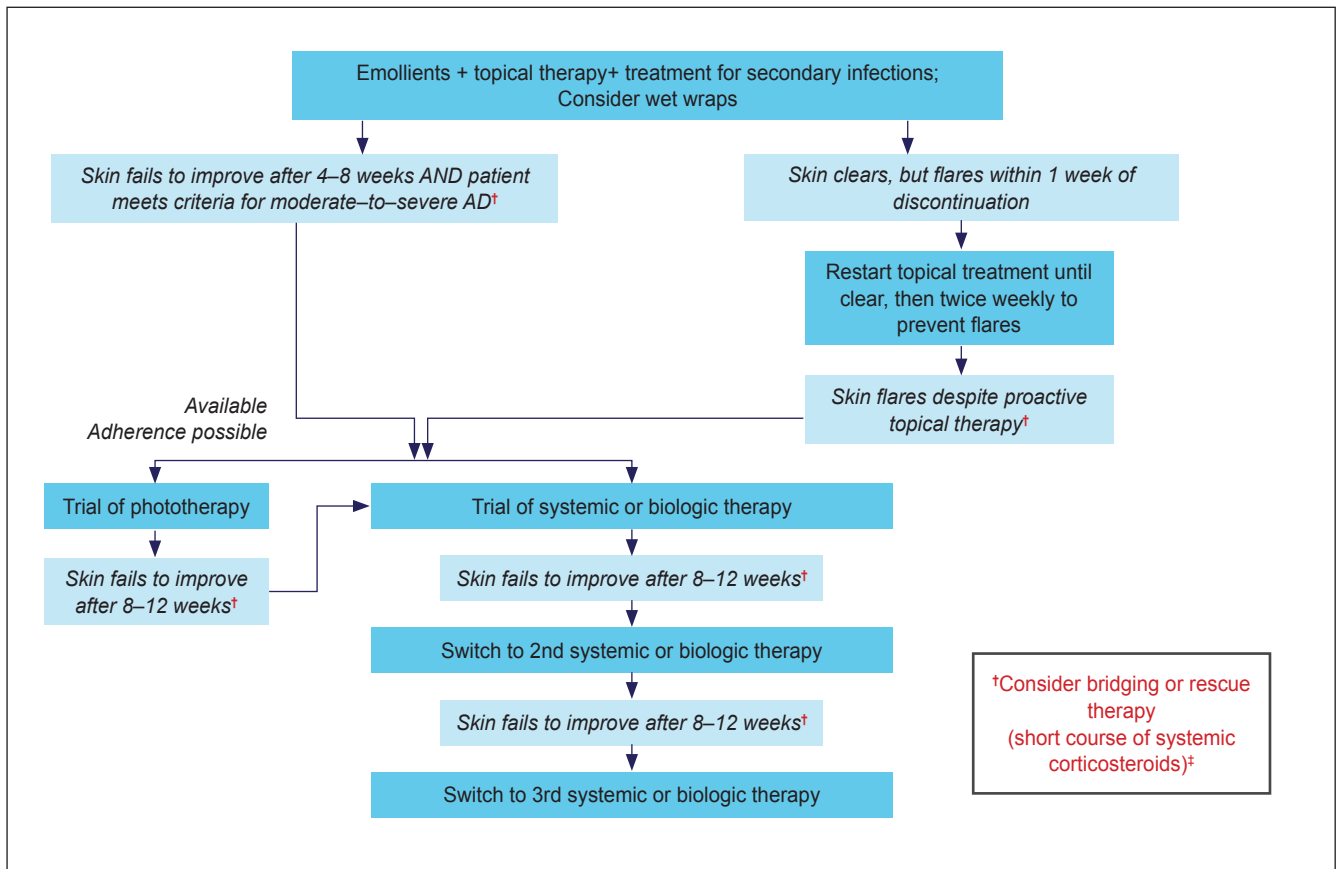 Emollients + topical therapy+ treatment for secondary infections;
Consider wet wraps
Skin fails to improve after 4–8 weeks AND patient
meets criteria for moderate–to–severe AD†
Skin clears, but flares within 1 week of
discontinuation
Restart topical treatment until
clear, then twice weekly to
prevent flares
Skin flares despite proactive
topical therapy†
Available
Adherence possible
Trial of phototherapy
Skin fails to improve
after 8–12 weeks†
Trial of systemic or biologic therapy
Skin fails to improve after 8–12 weeks†
Switch to 2nd systemic or biologic therapy
Skin fails to improve after 8–12 weeks†
Switch to 3rd systemic or biologic therapy
†Consider bridging or rescue
therapy
(short course of systemic
corticosteroids)‡